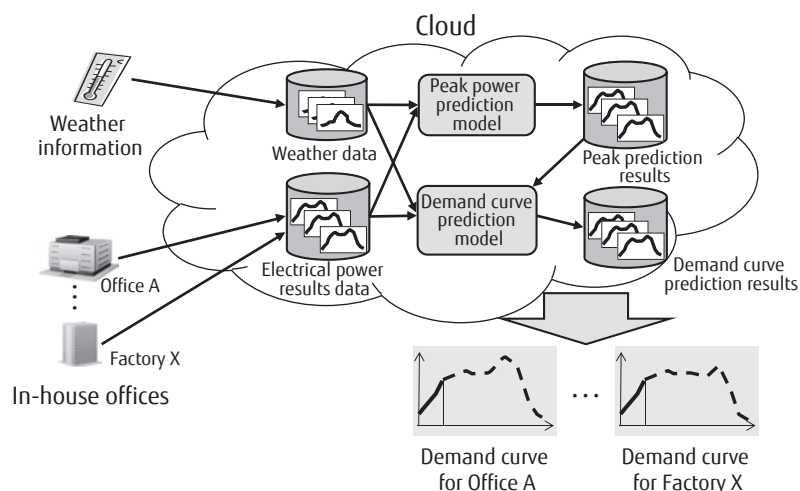 Cloud
Weather
information
Weather data
Peak power
prediction
model
Peak prediction
results
Office A
Electrical power
results data
Demand curve
prediction
model
Demand curve
prediction results
Factory X
In-house offices
Demand curve
for Office A
Demand curve
for Factory X